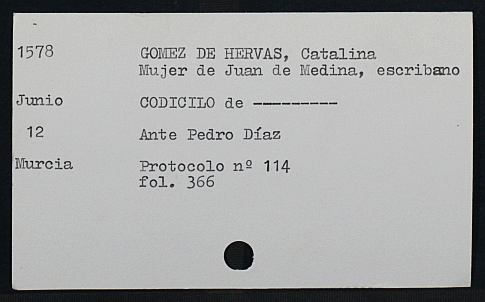 1578 GOMEZ DE HERVAS, Catalina
Mujer de Juan de Medina, escribano
Junio CODICILO de ---------
12 Ante Pedro Díaz
Murcia Protocolo nº 114
fol. 366